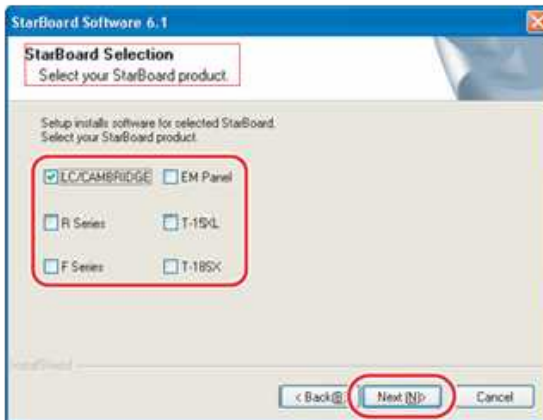 StarBoard Software 6.1
StarBoard Selection
Select your StarBoard product.
Setup installs software for selected StarBoard.
Select your StarBoard product.
LC/CAMBRIDGE EM Panel
R Series T-15XL
F Series T-18SX
InstallShield
< Back(B) Next (N)> Cancel